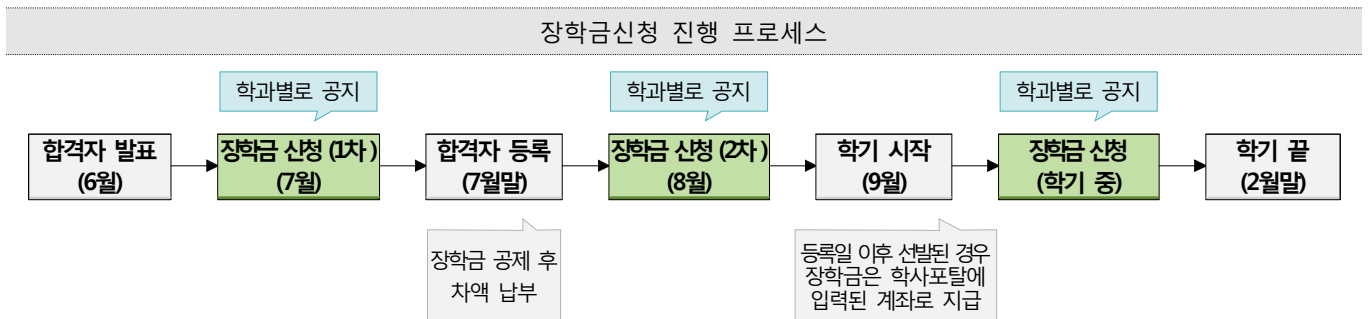 장학금신청 진행 프로세스
학과별로 공지
학과별로 공지
학과별로 공지
합격자 발표
(6월)
장학금 신청 (1차)
(7월)
합격자 등록
(7월말)
장학금 신청 (2차)
(8월)
학기 시작
(9월)
장학금 신청
(학기 중)
학기 끝
(2월말)
장학금 공제 후
차액 납부
등록일 이후 선발된 경우
장학금은 학사포탈에
입력된 계좌로 지급